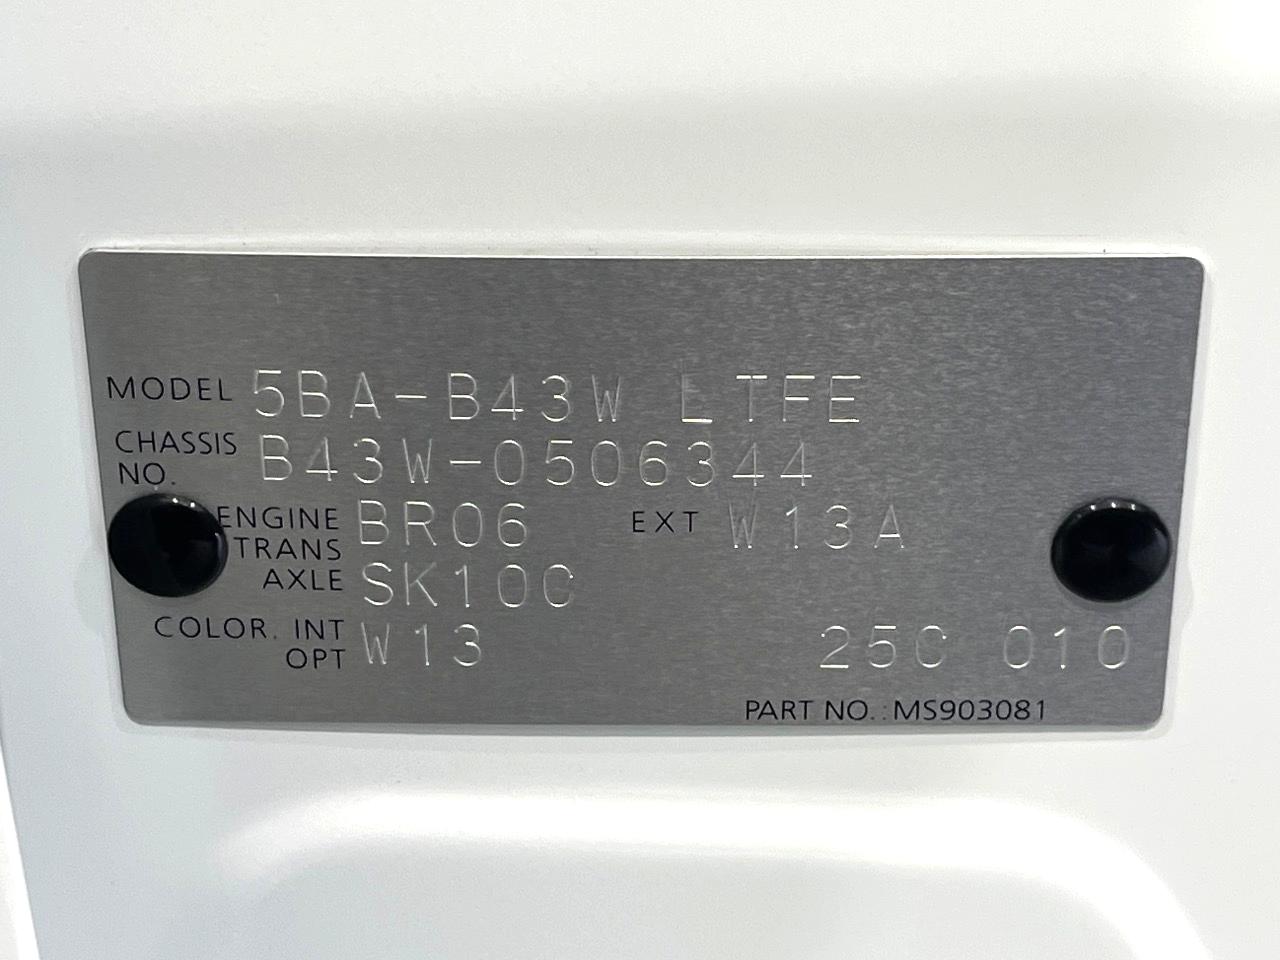 MODEL 5BA-B43W LTFE
CHASSIS NO. B43W-0506344
ENGINE BR06 EXT W13A
TRANS AXLE SK10C
COLOR. INT OPT W13 25C 010
PART NO.: MS903081